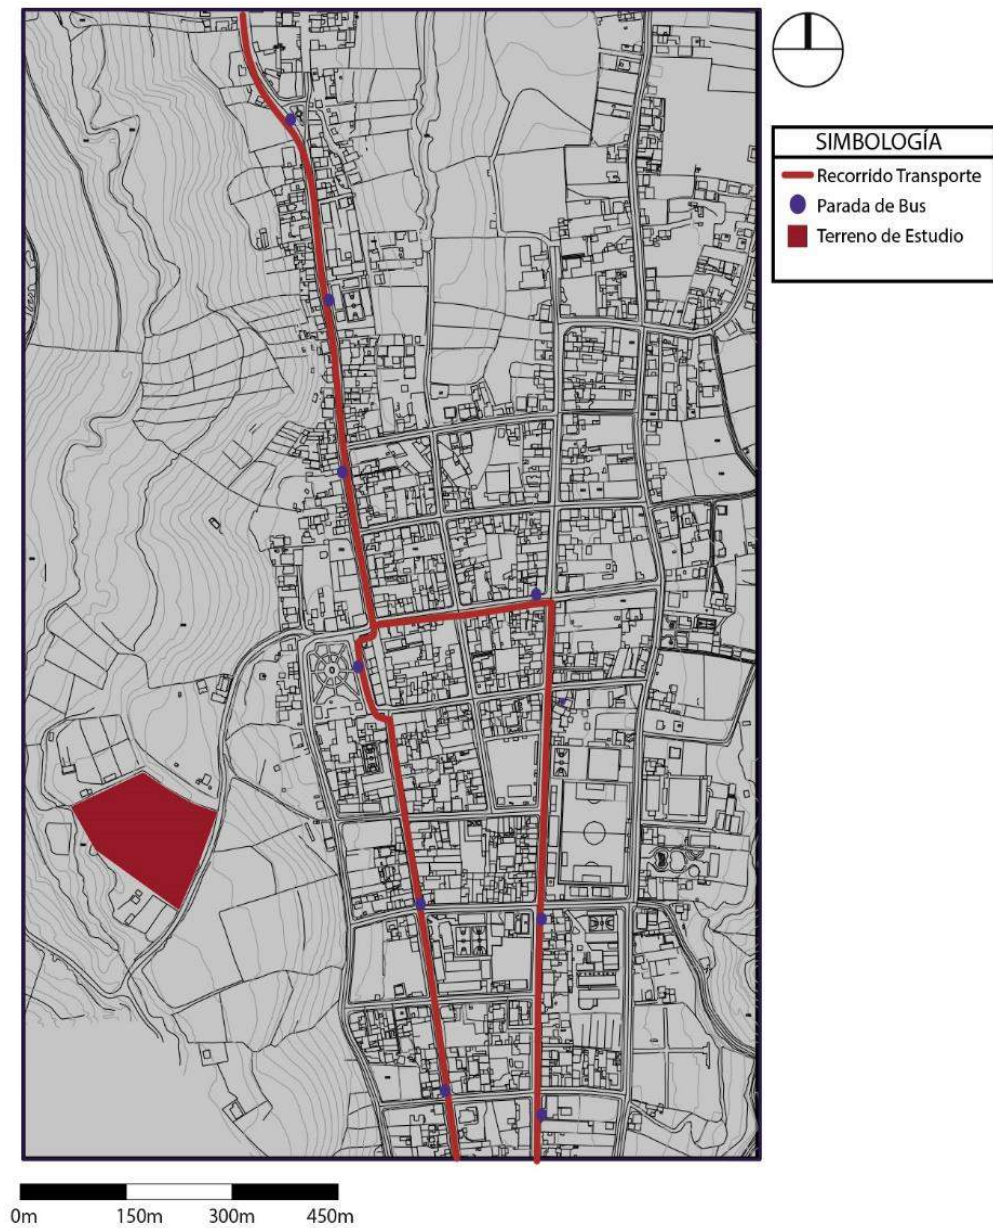 SIMBOLOGÍA
Recorrido Transporte
Parada de Bus
Terreno de Estudio
0m 150m 300m 450m